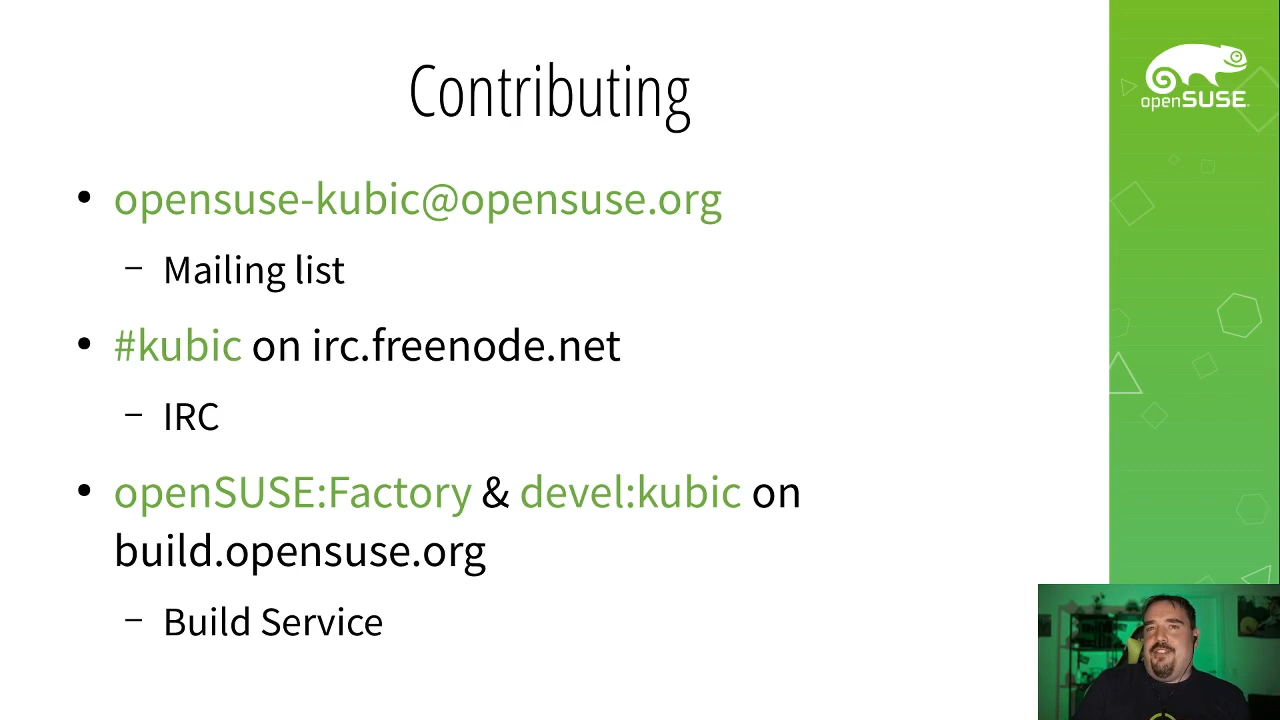 Contributing
openSUSE
• opensuse-kubic@opensuse.org
– Mailing list
• #kubic on irc.freenode.net
– IRC
• openSUSE:Factory & devel:kubic on
build.opensuse.org
– Build Service